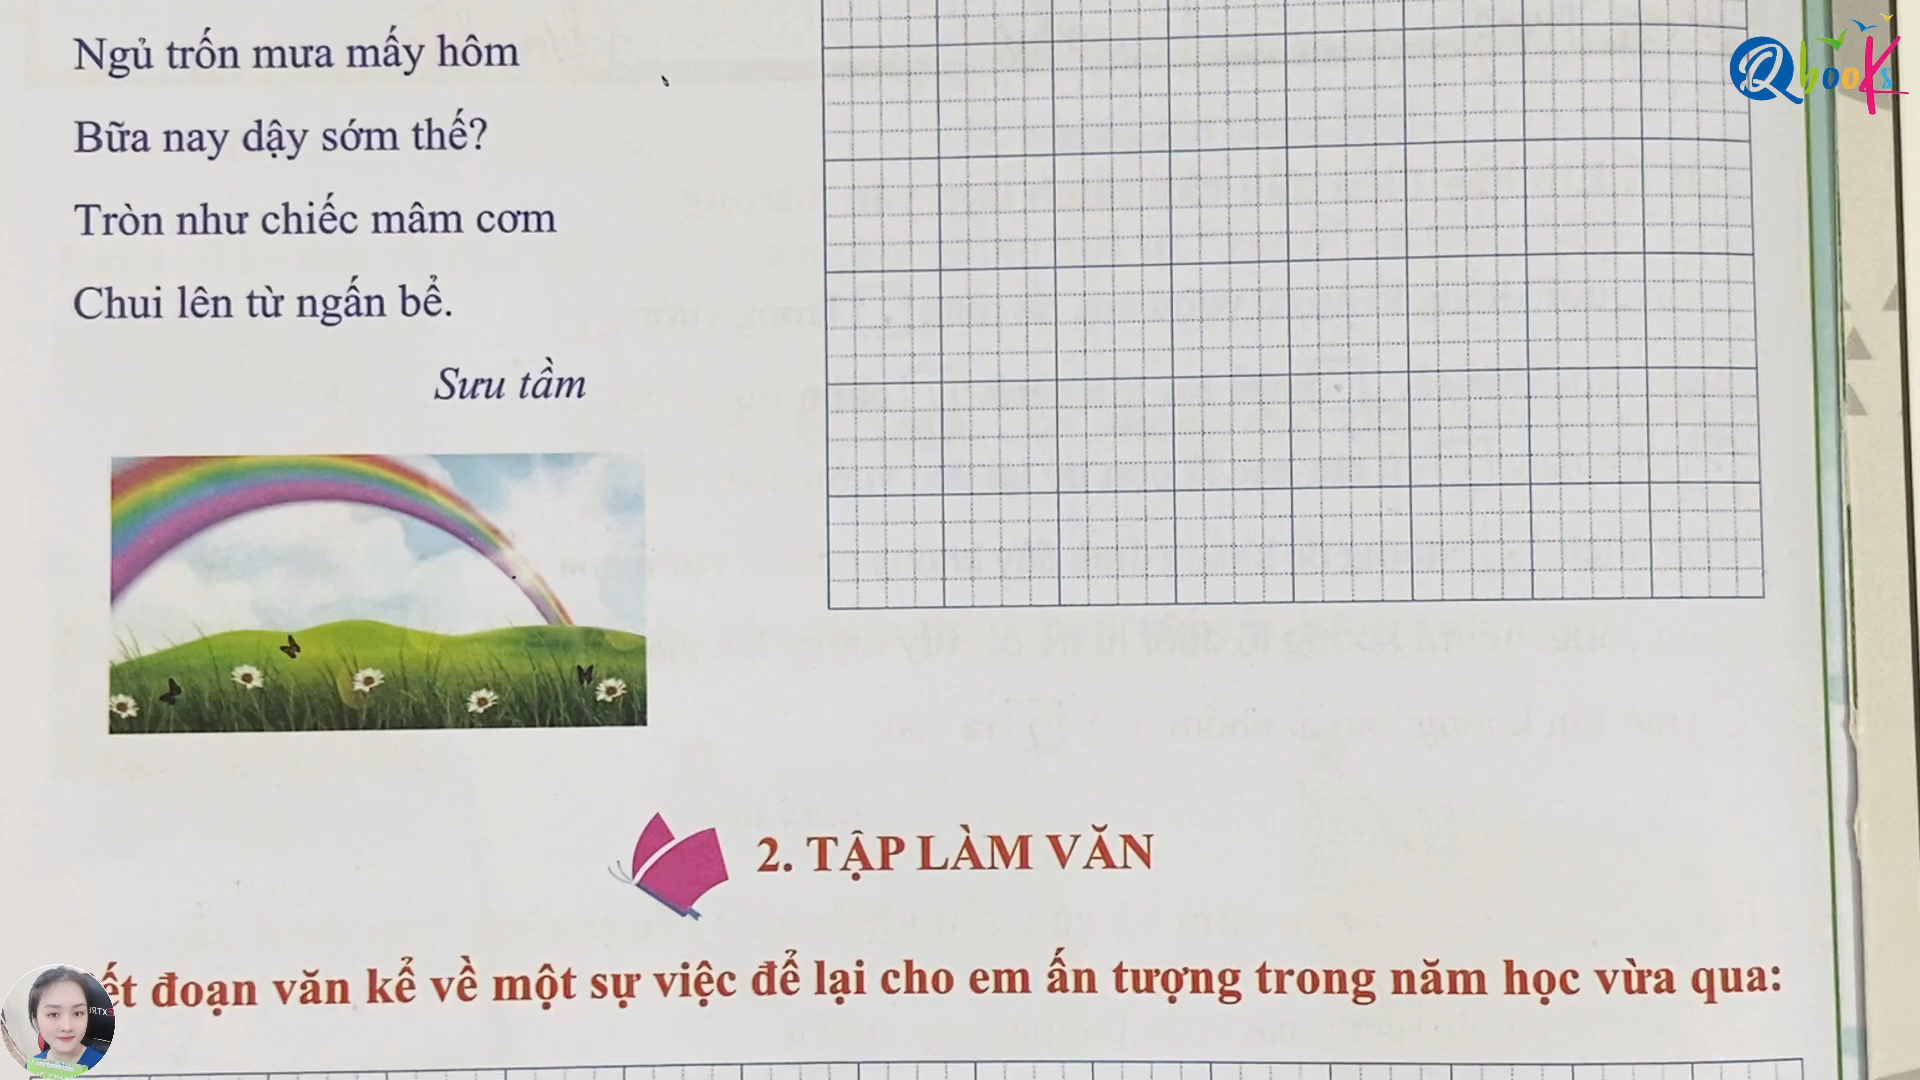 Ngủ trốn mưa mấy hôm
Bữa nay dậy sớm thế?
Tròn như chiếc mâm cơm
Chui lên từ ngấn bể.
Sưu tầm
Qbooks
2. TẬP LÀM VĂN
đoạn văn kể về một sự việc để lại cho em ấn tượng trong năm học vừa qua: